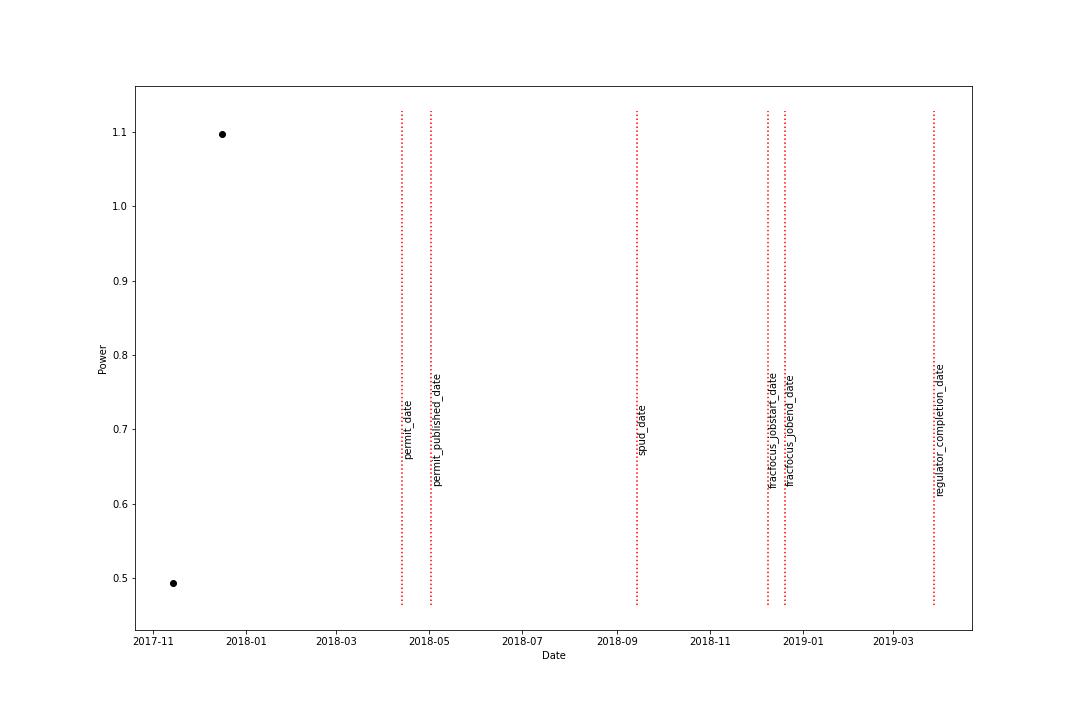 1.1
1.0
0.9
0.8
0.7
0.6
0.5
Power
permit_date
permit_published_date
spud_date
fracfocus_jobstart_date
fracfocus_jobend_date
regulator_completion_date
2017-11
2018-01
2018-03
2018-05
2018-07
2018-09
2018-11
2019-01
2019-03
Date